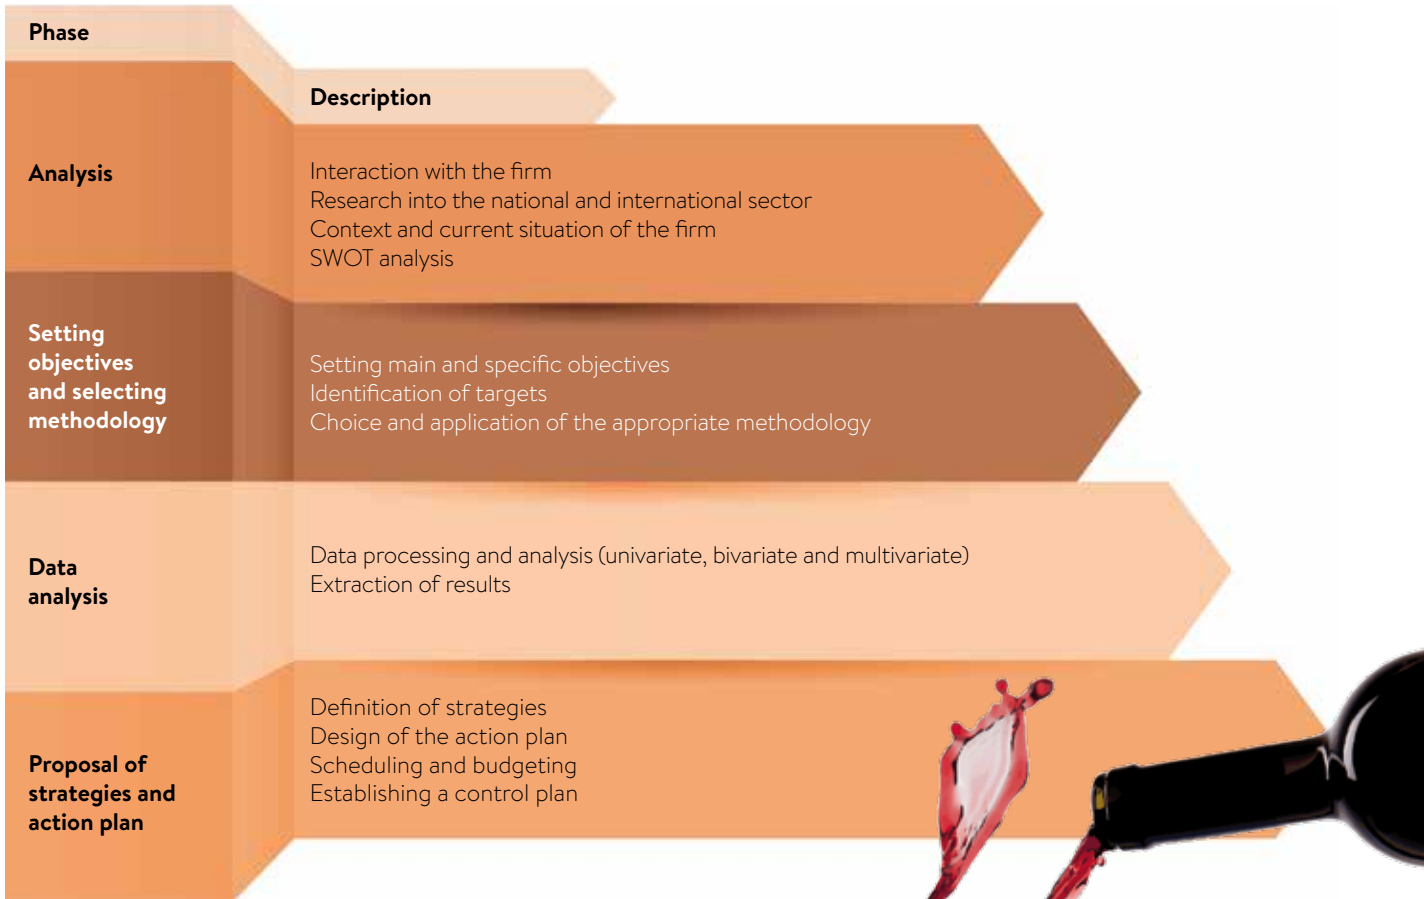 Phase
Description
Analysis
Interaction with the firm
Research into the national and international sector
Context and current situation of the firm
SWOT analysis
Setting
objectives
and selecting
methodology
Setting main and specific objectives
Identification of targets
Choice and application of the appropriate methodology
Data
analysis
Data processing and analysis (univariate, bivariate and multivariate)
Extraction of results
Proposal of
strategies and
action plan
Definition of strategies
Design of the action plan
Scheduling and budgeting
Establishing a control plan